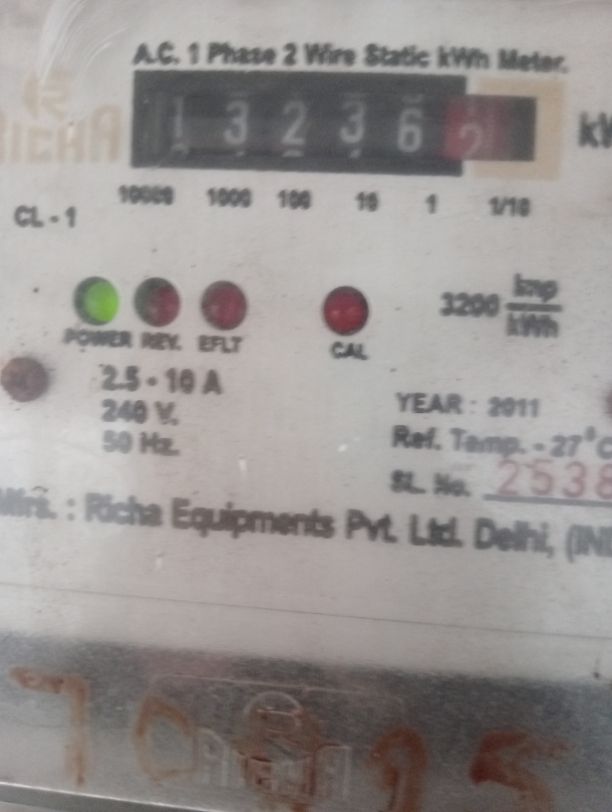 A.C. 1 Phase 2 Wire Static kWh Meter.
RICHA
1 3 2 3 6 2
10000 1000 100 10 1 1/10
CL - 1
3200 imp/kWh
POWER REV. EFLT CAL
2.5 - 10 A
240 V.
50 Hz.
YEAR : 2011
Ref. Temp. - 27°C
SL. No. 2538
Mfrs. : Richa Equipments Pvt. Ltd. Delhi,